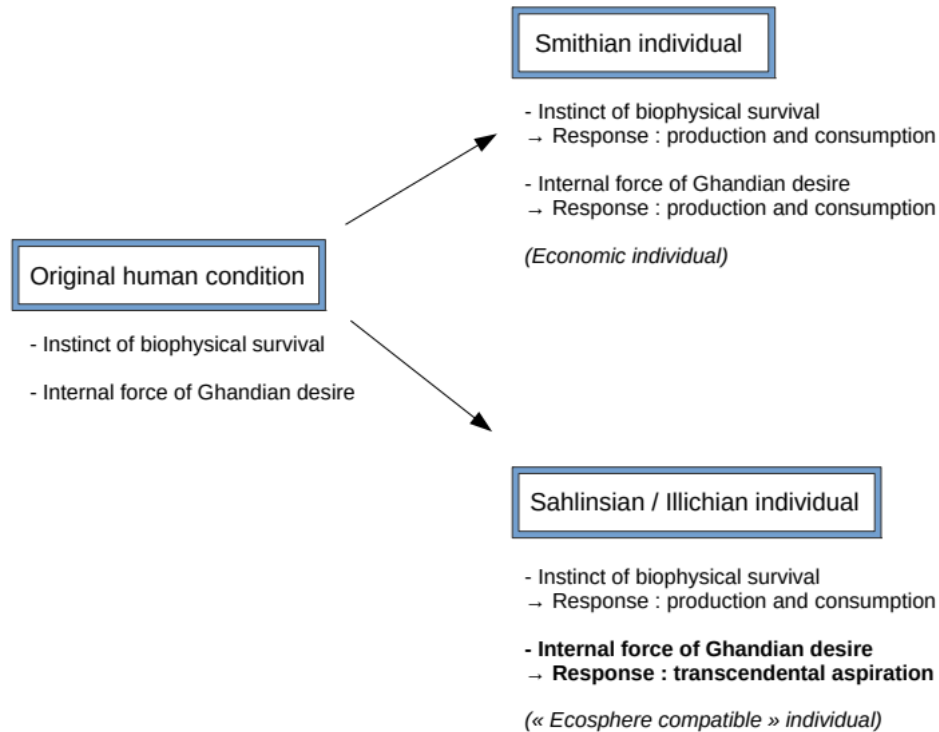 Smithian individual
- Instinct of biophysical survival
→ Response : production and consumption
- Internal force of Ghandian desire
→ Response : production and consumption
(Economic individual)
Original human condition
- Instinct of biophysical survival
- Internal force of Ghandian desire
Sahlinsian / Illichian individual
- Instinct of biophysical survival
→ Response : production and consumption
- Internal force of Ghandian desire
→ Response : transcendental aspiration
(« Ecosphere compatible » individual)